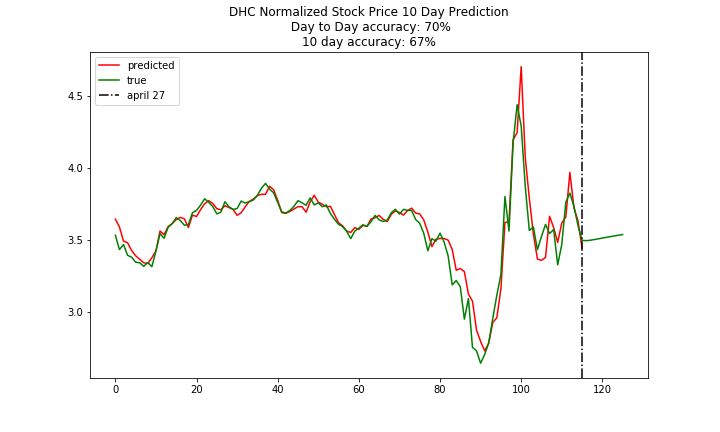 DHC Normalized Stock Price 10 Day Prediction
Day to Day accuracy: 70%
10 day accuracy: 67%
predicted
true
april 27
4.5
4.0
3.5
3.0
0
20
40
60
80
100
120